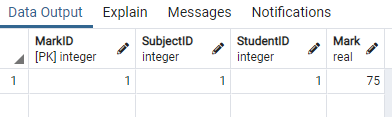 Data Output Explain Messages Notifications
MarkID SubjectID StudentID Mark
[PK] integer integer integer real
1 1 1 1 75